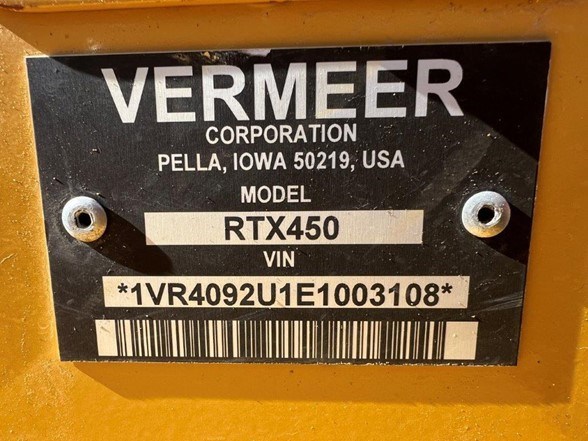 VERMEER
CORPORATION
PELLA, IOWA 50219, USA
MODEL
RTX450
VIN
*1VR4092U1E1003108*